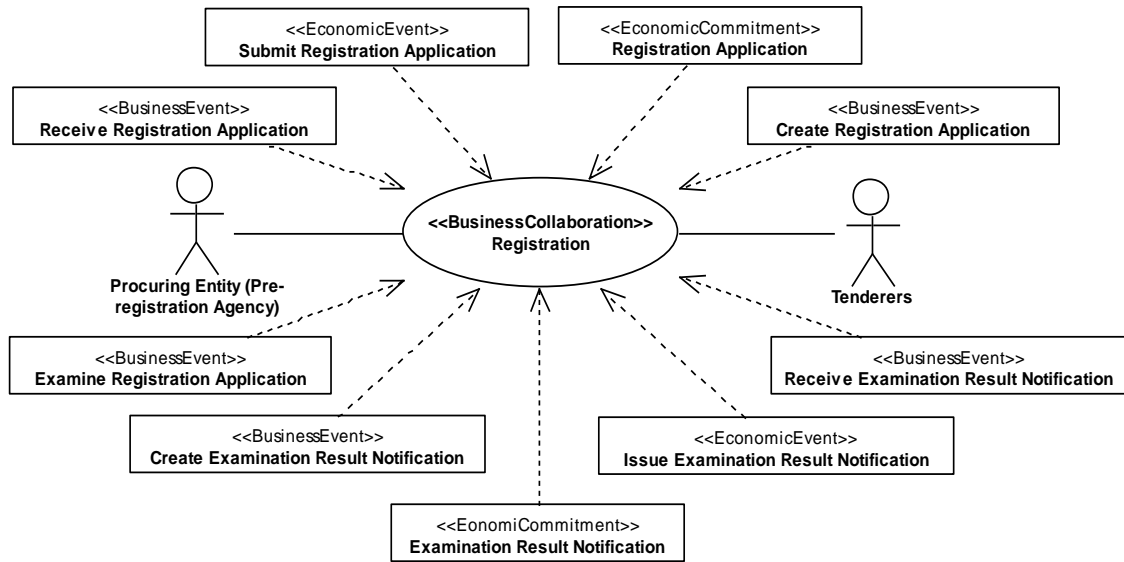 <<EconomicEvent>>
Submit Registration Application
<<EconomicCommitment>>
Registration Application
<<BusinessEvent>>
Receive Registration Application
<<BusinessEvent>>
Create Registration Application
<<BusinessCollaboration>>
Registration
Procuring Entity (Pre-
registration Agency)
Tenderers
<<BusinessEvent>>
Examine Registration Application
<<BusinessEvent>>
Receive Examination Result Notification
<<BusinessEvent>>
Create Examination Result Notification
<<EconomicEvent>>
Issue Examination Result Notification
<<EonomiCommitment>>
Examination Result Notification